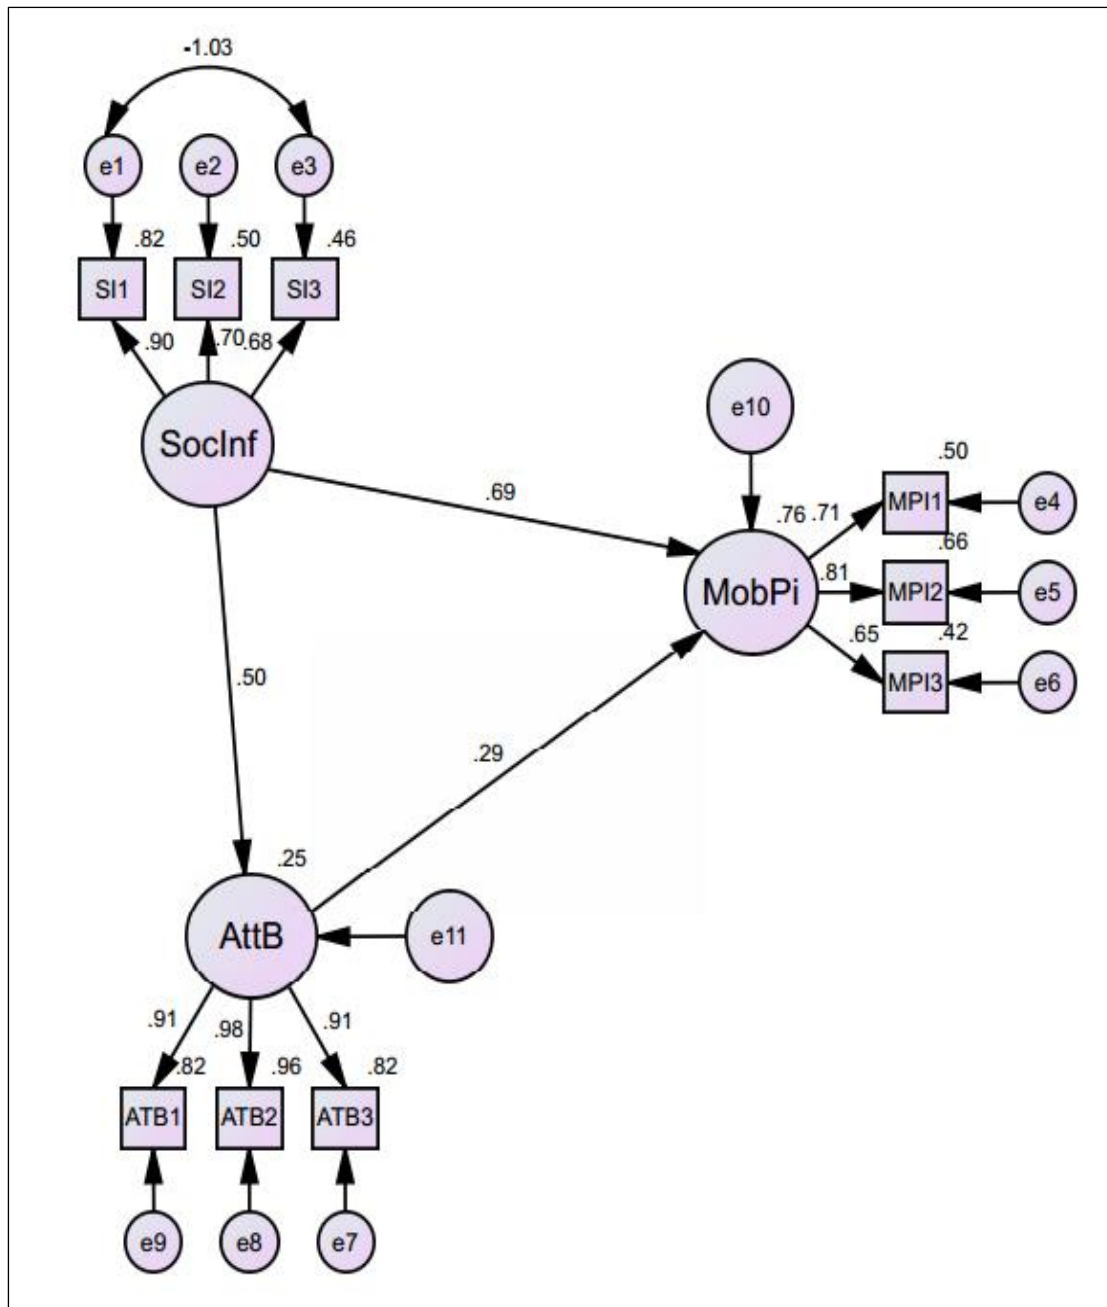 -1.03
e1 e2 e3
.82 .50 .46
SI1 SI2 SI3
.90 .70 .68
SocInf
e10
.69
.50
.76 .71 MPI1 e4
.66
MobPi .81 MPI2 e5
.65 .42
MPI3 e6
.50
.29
.25
AttB e11
.91 .98 .91
.82 .96 .82
ATB1 ATB2 ATB3
e9 e8 e7